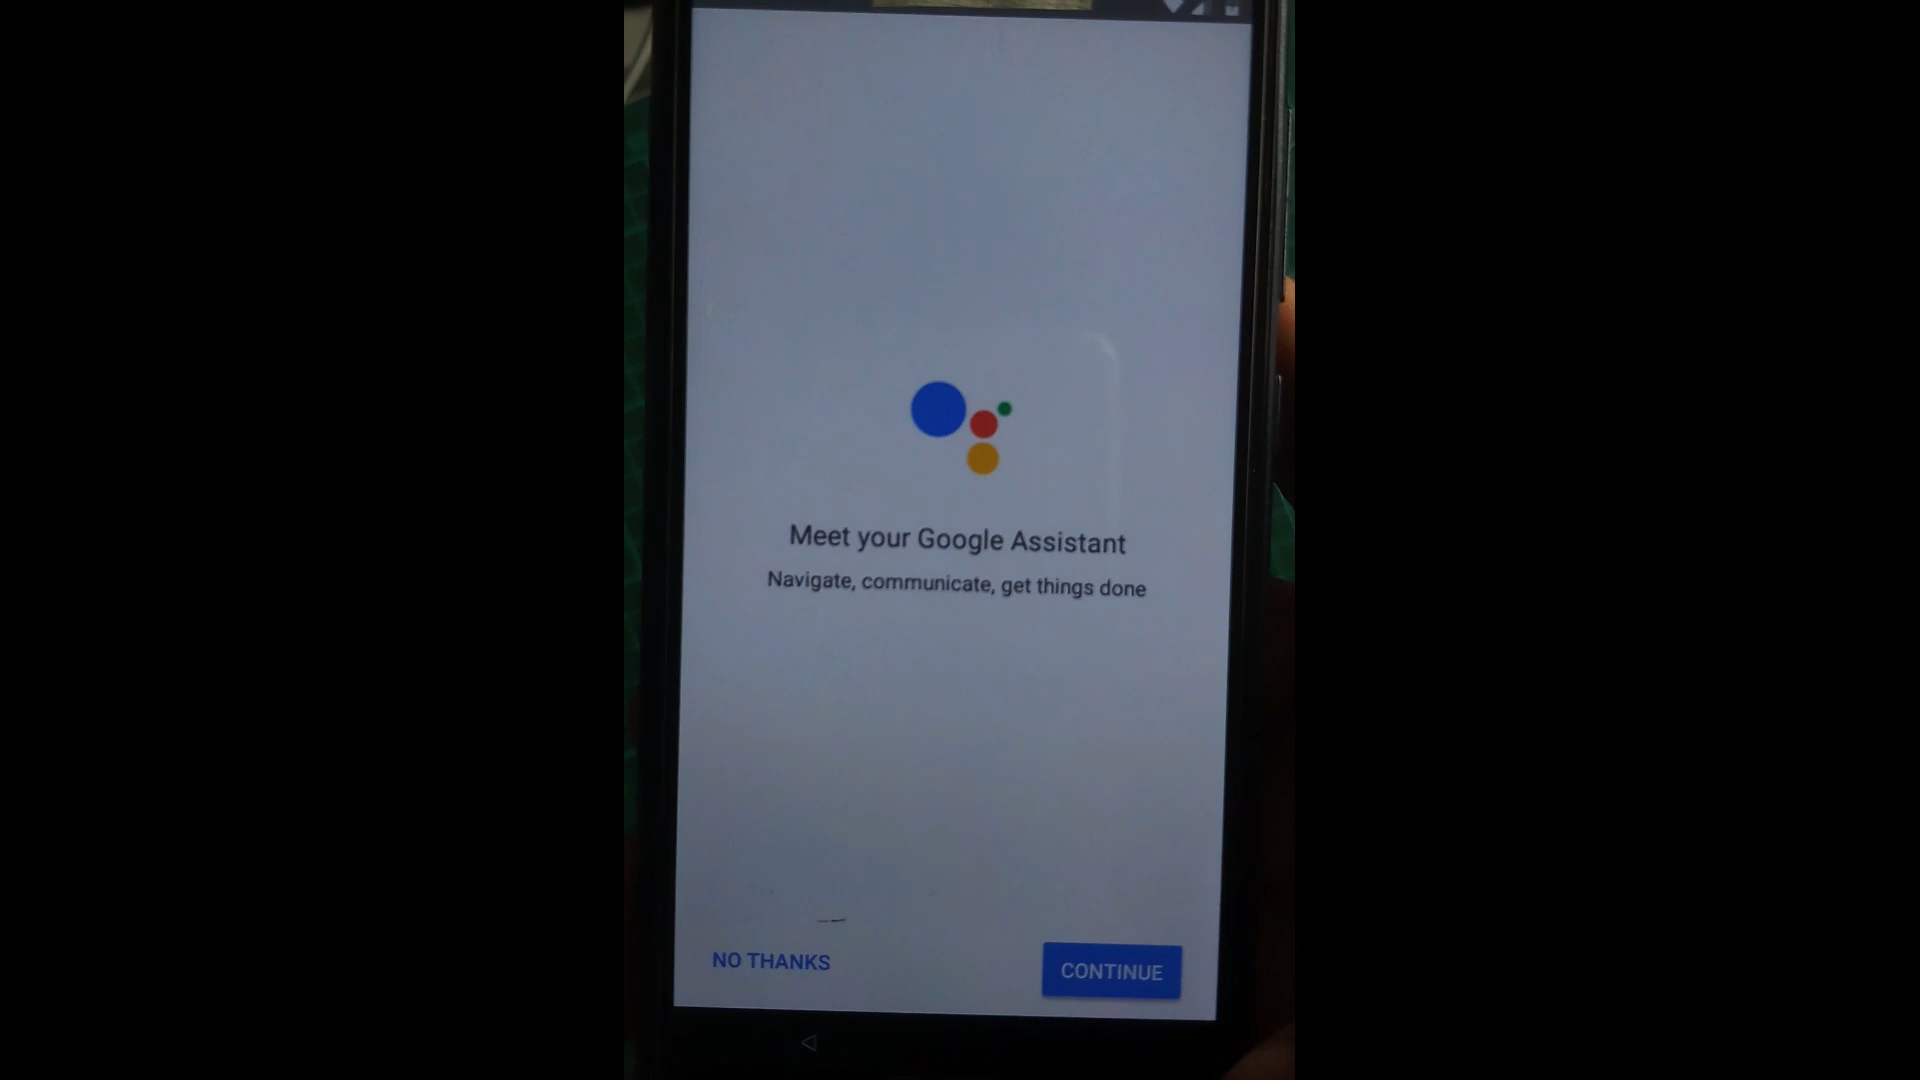 Meet your Google Assistant
Navigate, communicate, get things done
NO THANKS
CONTINUE